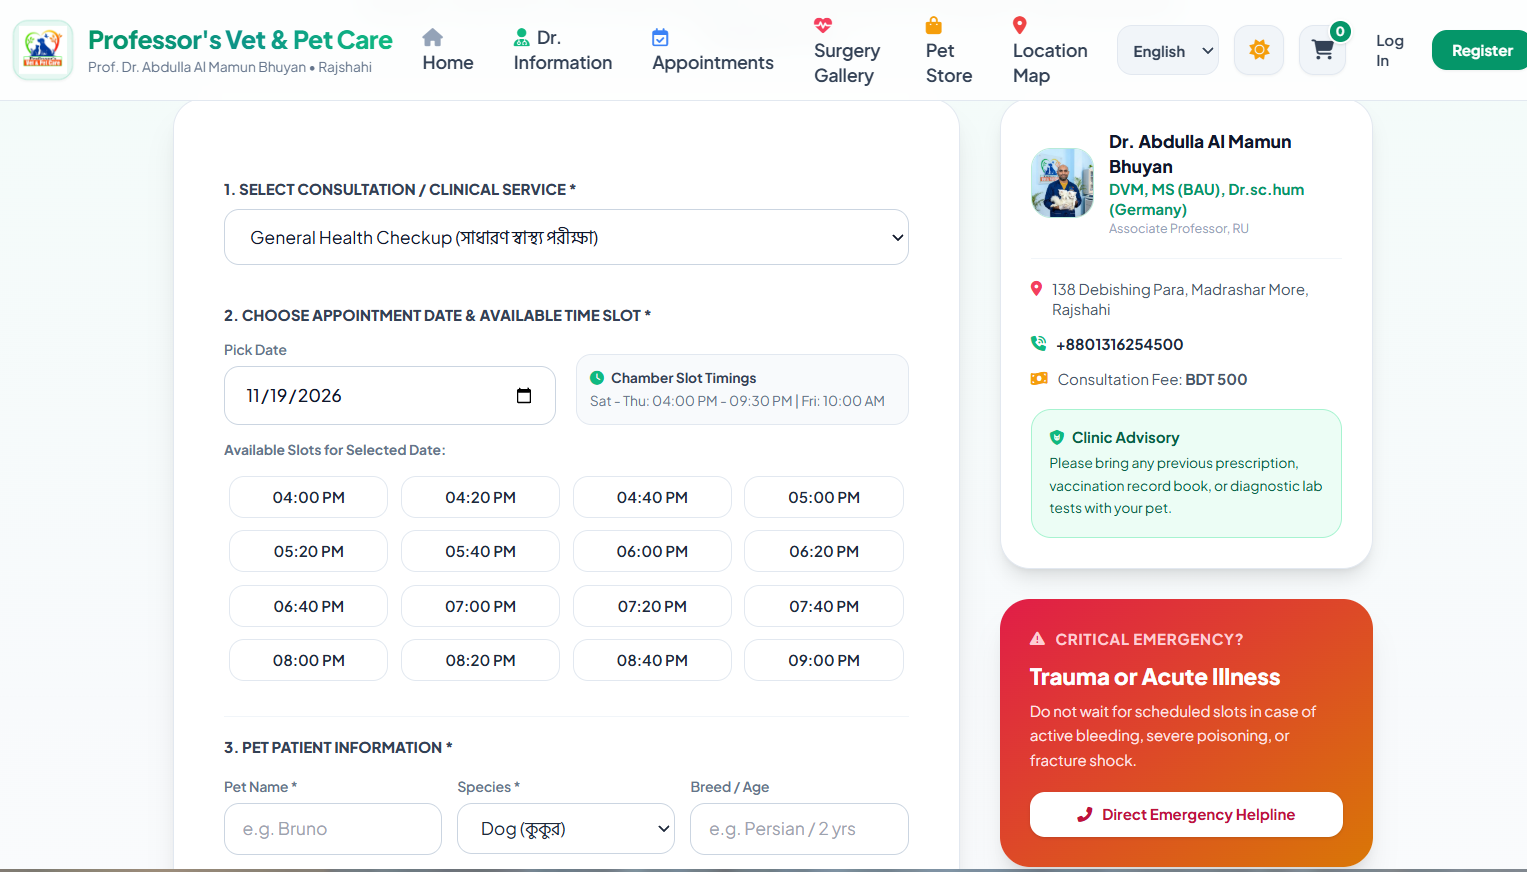 Professor's Vet & Pet Care
Prof. Dr. Abdulla Al Mamun Bhuyan • Rajshahi
Home
Dr. Information
Appointments
Surgery Gallery
Pet Store
Location Map
English
0
Log In
Register
1. SELECT CONSULTATION / CLINICAL SERVICE *
General Health Checkup (সাধারণ স্বাস্থ্য পরীক্ষা)
2. CHOOSE APPOINTMENT DATE & AVAILABLE TIME SLOT *
Pick Date
11/19/2026
Chamber Slot Timings
Sat - Thu: 04:00 PM - 09:30 PM | Fri: 10:00 AM
Available Slots for Selected Date:
04:00 PM
04:20 PM
04:40 PM
05:00 PM
05:20 PM
05:40 PM
06:00 PM
06:20 PM
06:40 PM
07:00 PM
07:20 PM
07:40 PM
08:00 PM
08:20 PM
08:40 PM
09:00 PM
3. PET PATIENT INFORMATION *
Pet Name *
Species *
Breed / Age
e.g. Bruno
Dog (কুকুর)
e.g. Persian / 2 yrs
Dr. Abdulla Al Mamun
Bhuyan
DVM, MS (BAU), Dr.sc.hum
(Germany)
Associate Professor, RU
138 Debishing Para, Madrashar More,
Rajshahi
+8801316254500
Consultation Fee: BDT 500
Clinic Advisory
Please bring any previous prescription,
vaccination record book, or diagnostic lab
tests with your pet.
CRITICAL EMERGENCY?
Trauma or Acute Illness
Do not wait for scheduled slots in case of
active bleeding, severe poisoning, or
fracture shock.
Direct Emergency Helpline